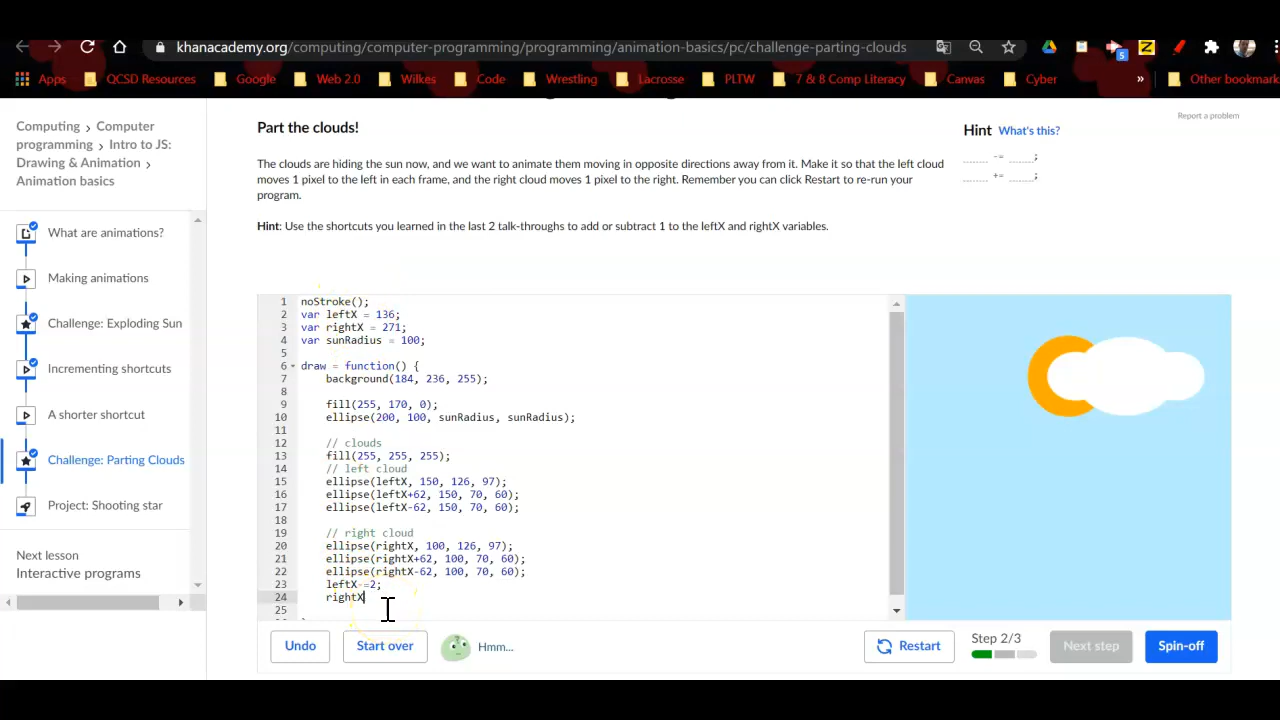 khanacademy.org/computing/computer-programming/programming/animation-basics/pc/challenge-parting-clouds
5
Z
Apps QCSD Resources Google Web 2.0 Wilkes Code Wrestling Lacrosse PLTW 7 & 8 Comp Literacy Canvas Cyber » Other bookmark
Computing > Computer
programming > Intro to JS:
Drawing & Animation >
Animation basics
What are animations?
Making animations
Challenge: Exploding Sun
Incrementing shortcuts
A shorter shortcut
Challenge: Parting Clouds
Project: Shooting star
Next lesson
Interactive programs
Report a problem
Part the clouds!
The clouds are hiding the sun now, and we want to animate them moving in opposite directions away from it. Make it so that the left cloud
moves 1 pixel to the left in each frame, and the right cloud moves 1 pixel to the right. Remember you can click Restart to re-run your
program.
Hint: Use the shortcuts you learned in the last 2 talk-throughs to add or subtract 1 to the leftX and rightX variables.
Hint What's this?
______ -= ______;
______ += ______;
1 noStroke();
2 var leftX = 136;
3 var rightX = 271;
4 var sunRadius = 100;
5
6 draw = function() {
7 background(184, 236, 255);
8
9 fill(255, 170, 0);
10 ellipse(200, 100, sunRadius, sunRadius);
11
12 // clouds
13 fill(255, 255, 255);
14 // left cloud
15 ellipse(leftX, 150, 126, 97);
16 ellipse(leftX+62, 150, 70, 60);
17 ellipse(leftX-62, 150, 70, 60);
18
19 // right cloud
20 ellipse(rightX, 100, 126, 97);
21 ellipse(rightX+62, 100, 70, 60);
22 ellipse(rightX-62, 100, 70, 60);
23 leftX-=2;
24 rightX
25
Undo Start over Hmm... Restart Step 2/3 Next step Spin-off